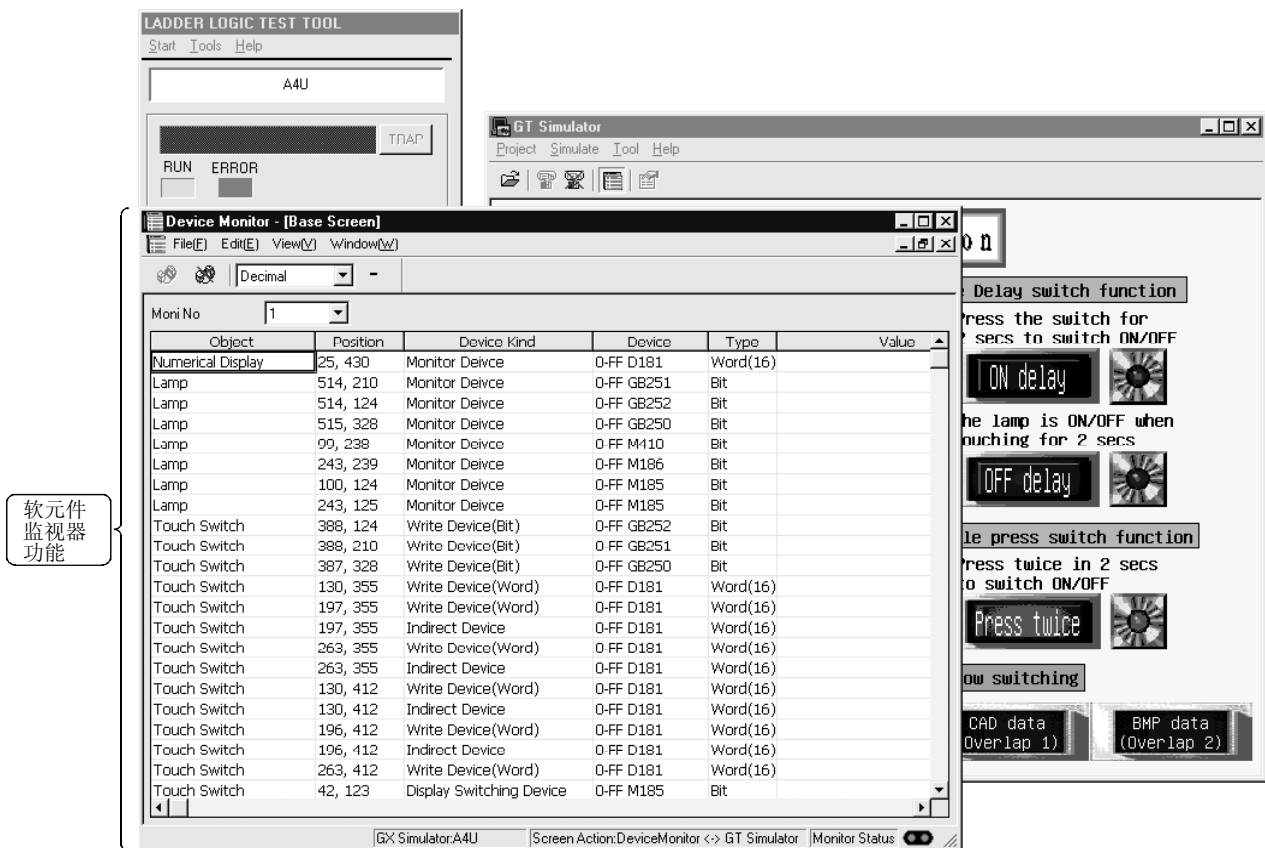 LADDER LOGIC TEST TOOL
Start Tools Help
A4U
TRAP
RUN ERROR
GT Simulator
Project Simulate Tool Help
Device Monitor - [Base Screen]
File(F) Edit(E) View(V) Window(W)
Decimal
Moni No 1
Object Position Device Kind Device Type Value
Numerical Display 25, 430 Monitor Deivce 0-FF D181 Word(16)
Lamp 514, 210 Monitor Deivce 0-FF GB251 Bit
Lamp 514, 124 Monitor Deivce 0-FF GB252 Bit
Lamp 515, 328 Monitor Deivce 0-FF GB250 Bit
Lamp 99, 238 Monitor Deivce 0-FF M410 Bit
Lamp 243, 239 Monitor Deivce 0-FF M186 Bit
Lamp 100, 124 Monitor Deivce 0-FF M185 Bit
Lamp 243, 125 Monitor Deivce 0-FF M185 Bit
Touch Switch 388, 124 Write Device(Bit) 0-FF GB252 Bit
Touch Switch 388, 210 Write Device(Bit) 0-FF GB251 Bit
Touch Switch 387, 328 Write Device(Bit) 0-FF GB250 Bit
Touch Switch 130, 355 Write Device(Word) 0-FF D181 Word(16)
Touch Switch 197, 355 Write Device(Word) 0-FF D181 Word(16)
Touch Switch 197, 355 Indirect Device 0-FF D181 Word(16)
Touch Switch 263, 355 Write Device(Word) 0-FF D181 Word(16)
Touch Switch 263, 355 Indirect Device 0-FF D181 Word(16)
Touch Switch 130, 412 Write Device(Word) 0-FF D181 Word(16)
Touch Switch 130, 412 Indirect Device 0-FF D181 Word(16)
Touch Switch 196, 412 Write Device(Word) 0-FF D181 Word(16)
Touch Switch 196, 412 Indirect Device 0-FF D181 Word(16)
Touch Switch 263, 412 Write Device(Word) 0-FF D181 Word(16)
Touch Switch 42, 123 Display Switching Device 0-FF M185 Bit
GX Simulator:A4U Screen Action:DeviceMonitor <-> GT Simulator Monitor Status
on
Delay switch function
Press the switch for
secs to switch ON/OFF
ON delay
he lamp is ON/OFF when
ouching for 2 secs
OFF delay
le press switch function
Press twice in 2 secs
to switch ON/OFF
Press twice
ow switching
CAD data
(Overlap 1)
BMP data
(Overlap 2)
软元件
监视器
功能